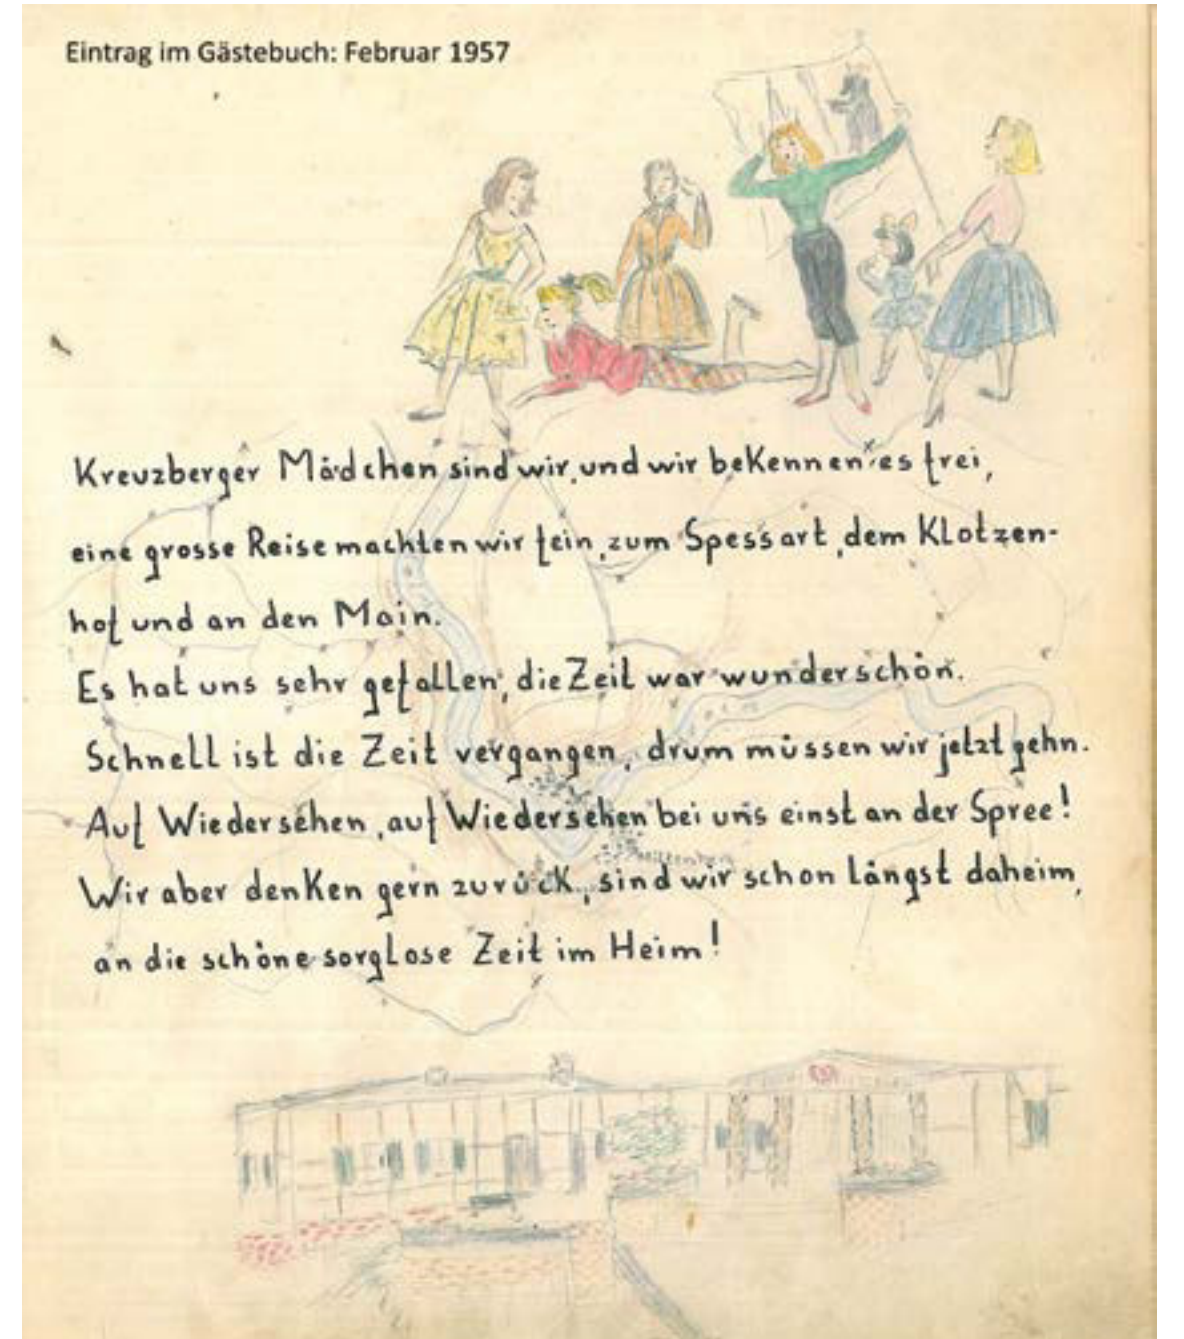 Eintrag im Gästebuch: Februar 1957
Kreuzberger Mädchen sind wir, und wir bekennen es frei,
eine grosse Reise machten wir fein, zum Spessart, dem Klotzen-
hof und an den Main.
Es hat uns sehr gefallen, die Zeit war wunderschön.
Schnell ist die Zeit vergangen, drum müssen wir jetzt gehn.
Auf Wiedersehen, auf Wiedersehen bei uns einst an der Spree!
Wir aber denken gern zurück, sind wir schon längst daheim,
an die schöne sorglose Zeit im Heim!